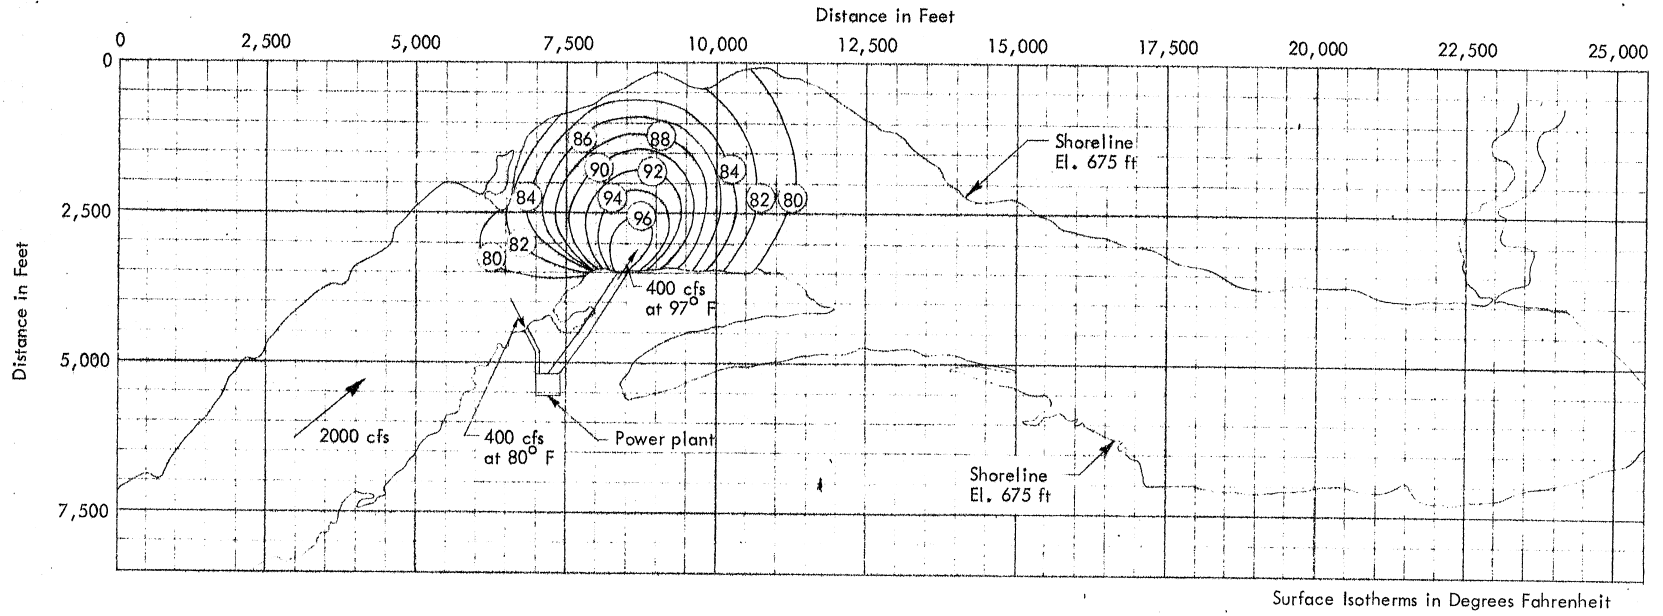 Distance in Feet
0 2,500 5,000 7,500 10,000 12,500 15,000 17,500 20,000 22,500 25,000
0
2,500
5,000
7,500
Distance in Feet
86 88
90 92 84
84 94 82 80
96
82
80
Shoreline
El. 675 ft
400 cfs
at 97° F
2000 cfs
400 cfs
at 80° F
Power plant
Shoreline
El. 675 ft
Surface Isotherms in Degrees Fahrenheit